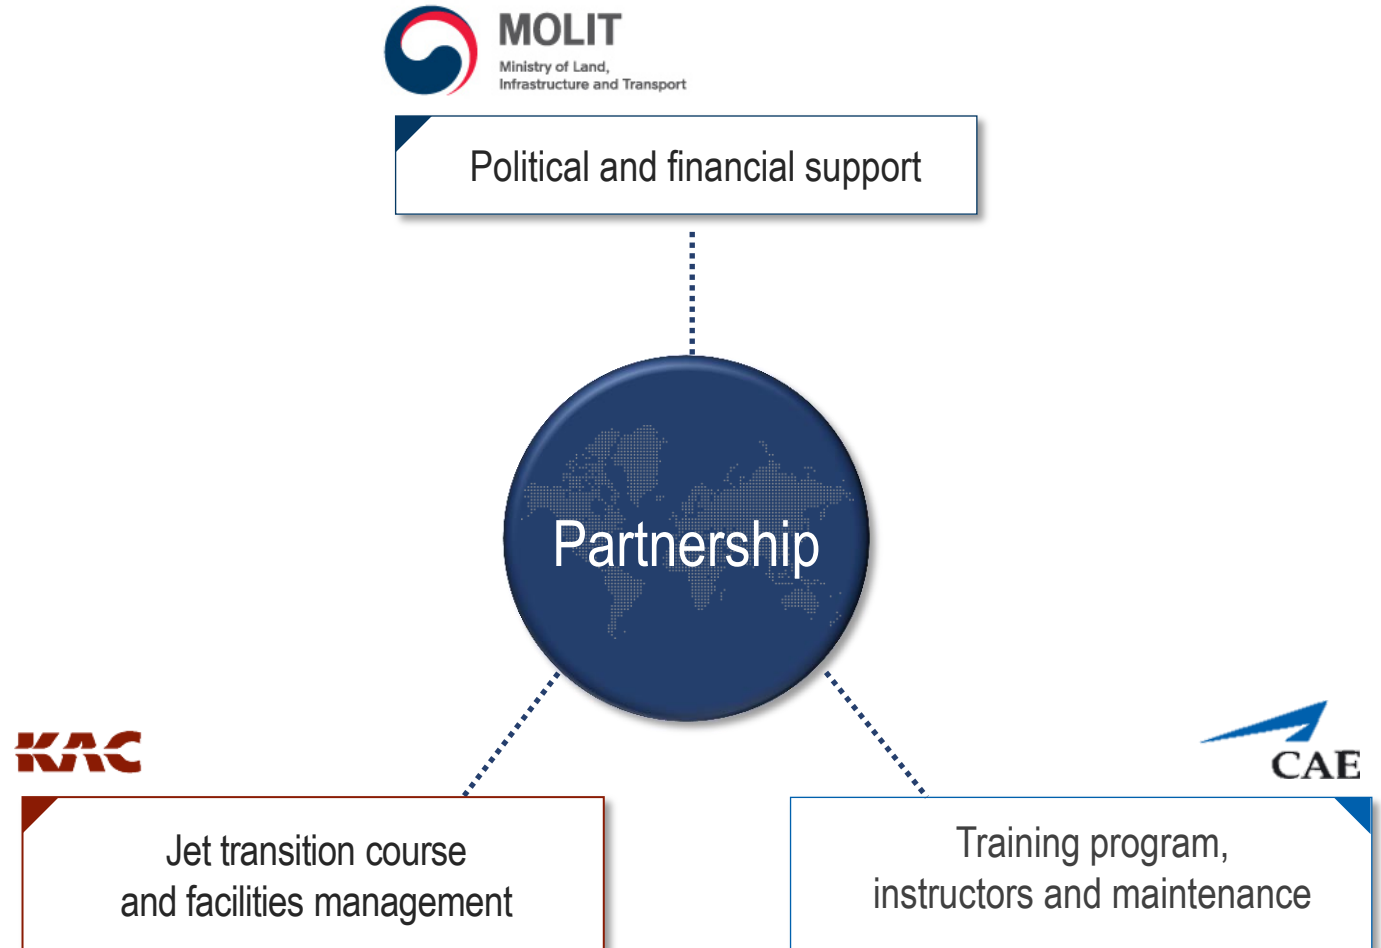 MOLIT
Ministry of Land,
Infrastructure and Transport
Political and financial support
Partnership
KAC
CAE
Jet transition course
and facilities management
Training program,
instructors and maintenance